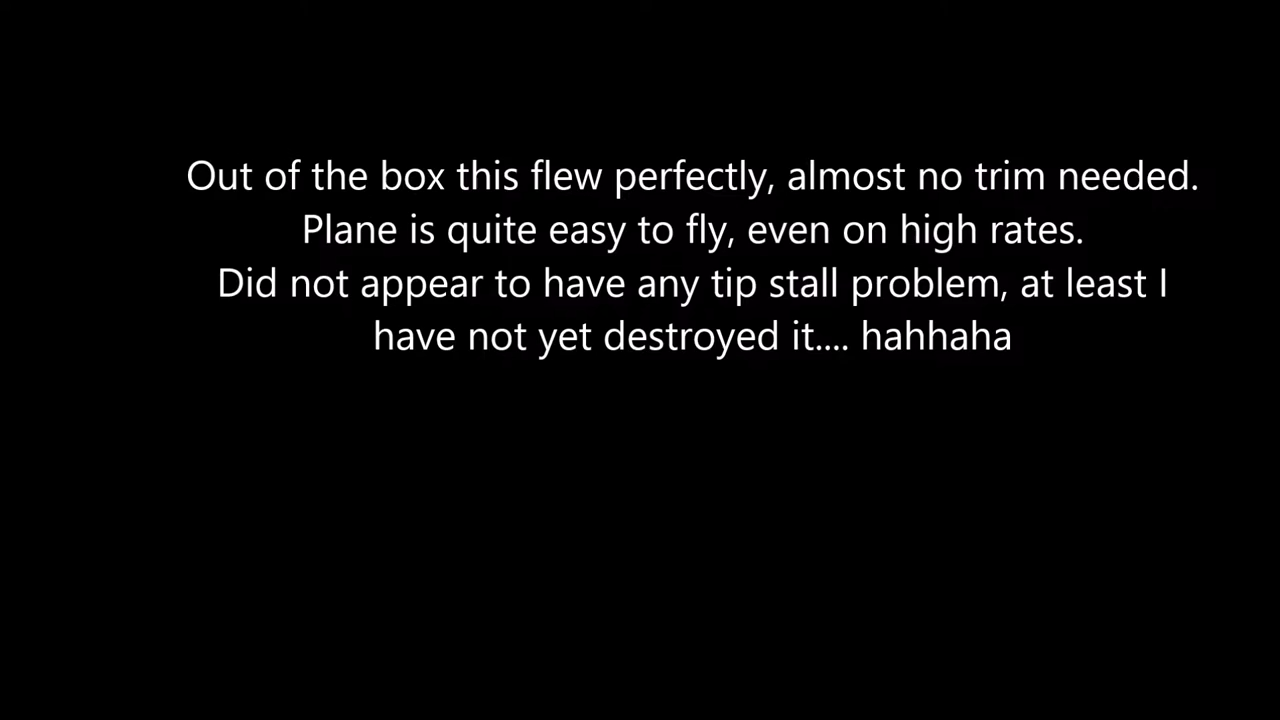 Out of the box this flew perfectly, almost no trim needed.
Plane is quite easy to fly, even on high rates.
Did not appear to have any tip stall problem, at least I
have not yet destroyed it.... hahhaha